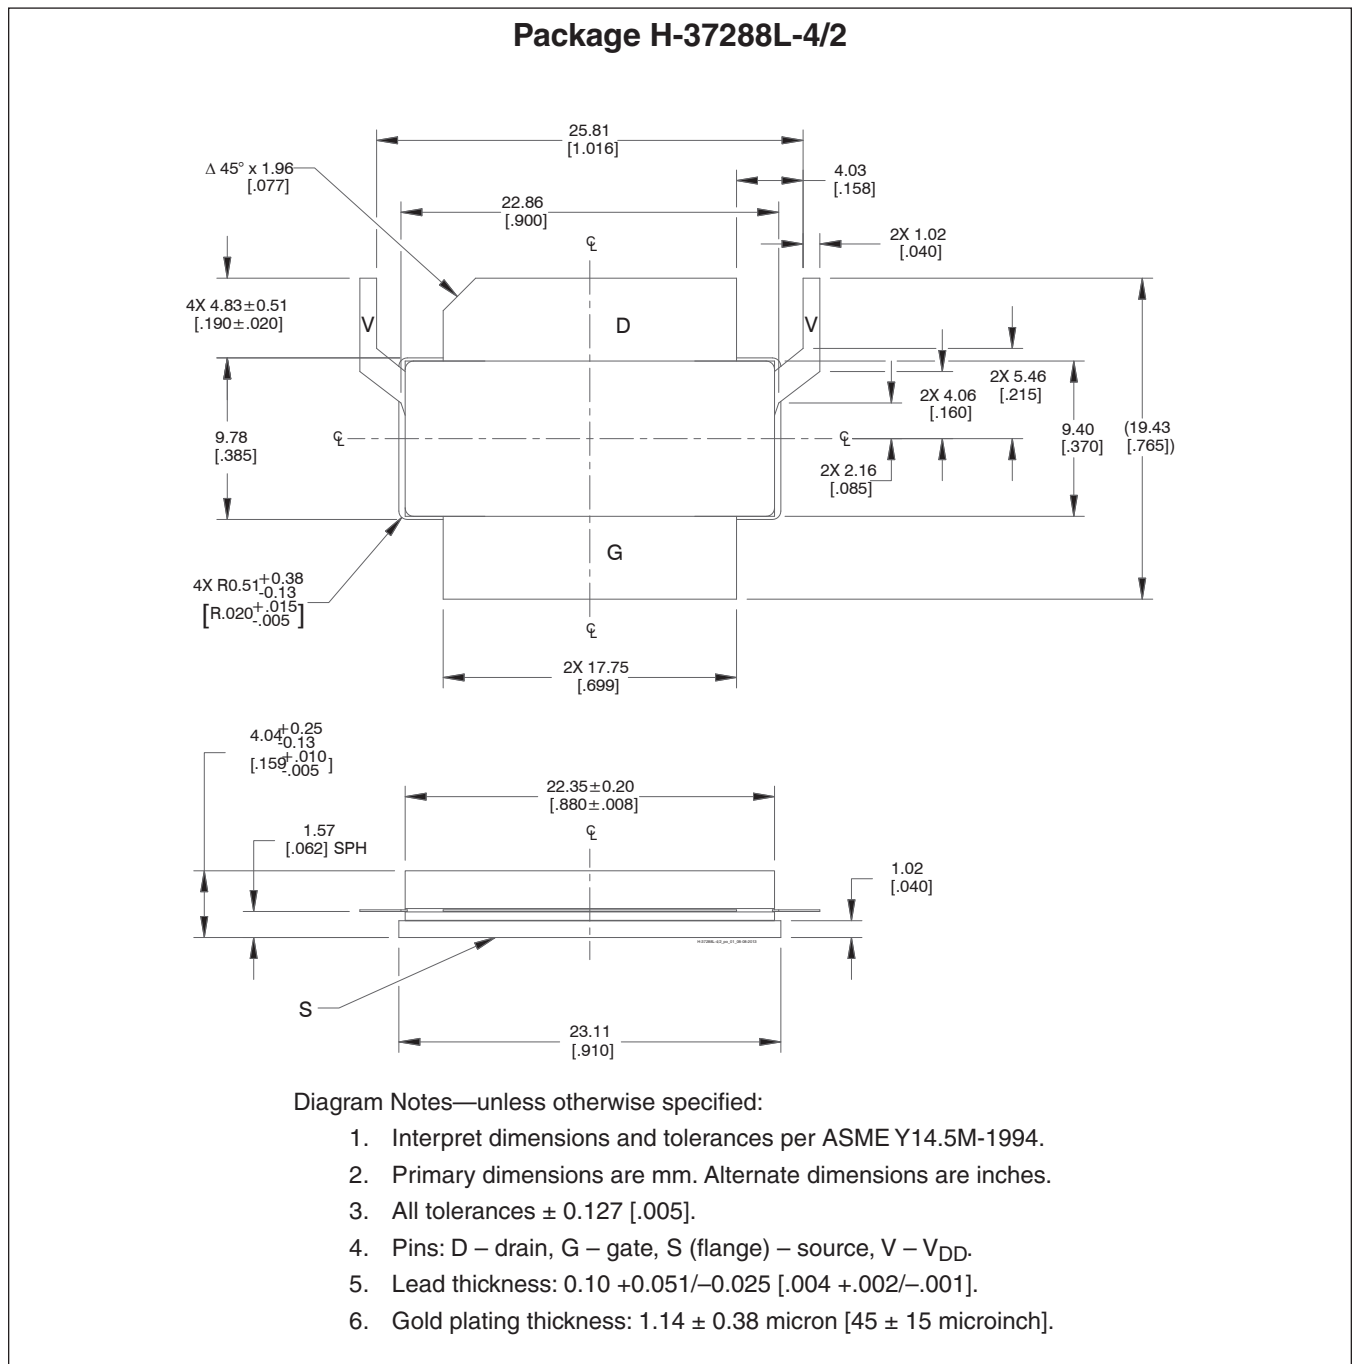 Package H-37288L-4/2
25.81
[1.016]
∆ 45° x 1.96
[.077]
4.03
[.158]
22.86
[.900]
2X 1.02
[.040]
℄
4X 4.83±0.51
[.190±.020]
V
D
V
2X 5.46
[.215]
2X 4.06
[.160]
9.78
[.385]
℄
℄
9.40
[.370]
(19.43
[.765])
2X 2.16
[.085]
G
4X R0.51+0.38
-0.13
[R.020+.015
-.005]
℄
2X 17.75
[.699]
4.04+0.25
-0.13
[.159+.010
-.005]
22.35±0.20
[.880±.008]
℄
1.57
[.062] SPH
1.02
[.040]
S
23.11
[.910]
Diagram Notes—unless otherwise specified:
1. Interpret dimensions and tolerances per ASME Y14.5M-1994.
2. Primary dimensions are mm. Alternate dimensions are inches.
3. All tolerances ± 0.127 [.005].
4. Pins: D – drain, G – gate, S (flange) – source, V – VDD.
5. Lead thickness: 0.10 +0.051/–0.025 [.004 +.002/–.001].
6. Gold plating thickness: 1.14 ± 0.38 micron [45 ± 15 microinch].